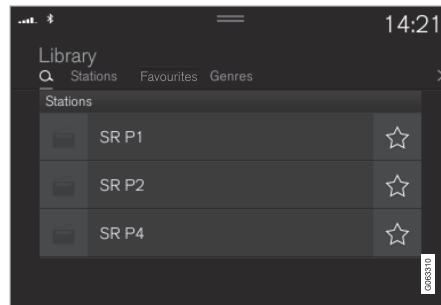 14:21
Library
Stations Favourites Genres
Stations
SR P1
SR P2
SR P4
G063310